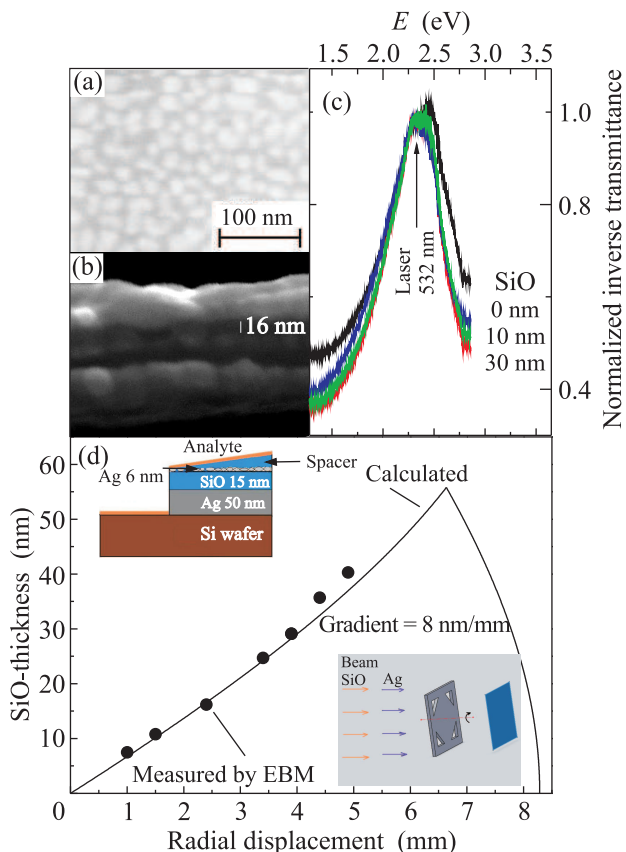 E (eV)
1.5 2.0 2.5 3.0 3.5
(a)
100 nm
(b)
16 nm
(c)
Laser
532 nm
SiO
0 nm
10 nm
30 nm
1.0
0.8
0.4
Normalized inverse transmittance
(d)
Analyte
Ag 6 nm
Spacer
SiO 15 nm
Ag 50 nm
Si wafer
Calculated
Gradient = 8 nm/mm
Beam
SiO Ag
Measured by EBM
60
50
40
30
20
10
0
SiO-thickness (nm)
1 2 3 4 5 6 7 8
Radial displacement (mm)